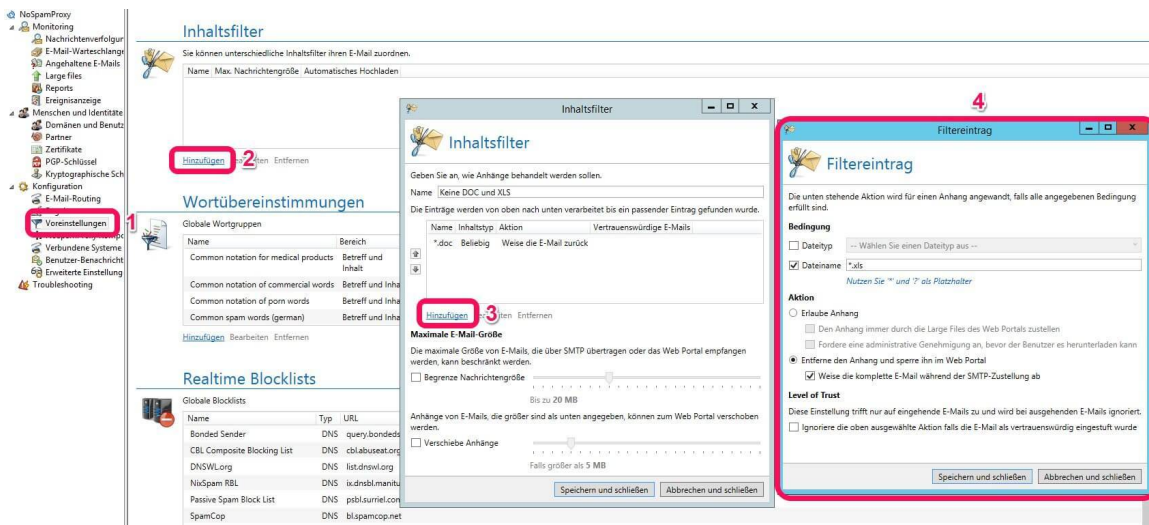 NoSpamProxy
Monitoring
Nachrichtenverfolgur
E-Mail-Warteschlange
Angehaltene E-Mails
Large files
Reports
Ereignisanzeige
Menschen und Identitäte
Domänen und Benutz
Partner
Zertifikate
PGP-Schlüssel
Kryptographische Sch
Konfiguration
E-Mail-Routing
Voreinstellungen
1
Verbundene Systeme
Benutzer-Benachricht
Erweiterte Einstellung
Troubleshooting
Inhaltsfilter
Sie können unterschiedliche Inhaltsfilter ihren E-Mail zuordnen.
Name Max. Nachrichtengröße Automatisches Hochladen
Hinzufügen 2 Entfernen
Wortübereinstimmungen
Globale Wortgruppen
Name Bereich
Common notation for medical products Betreff und Inhalt
Common notation of commercial words Betreff und Inha
Common notation of porn words Betreff und Inha
Common spam words (german) Betreff und Inha
Hinzufügen Bearbeiten Entfernen
Realtime Blocklists
Globale Blocklists
Name Typ URL
Bonded Sender DNS query.bondeds
CBL Composite Blocking List DNS cbl.abuseat.org
DNSWL.org DNS list.dnswl.org
NixSpam RBL DNS ix.dnsbl.manitu
Passive Spam Block List DNS psbl.surriel.con
SpamCop DNS bl.spamcop.net
Inhaltsfilter
Inhaltsfilter
Geben Sie an, wie Anhänge behandelt werden sollen.
Name Keine DOC und XLS
Die Einträge werden von oben nach unten verarbeitet bis ein passender Eintrag gefunden wurde.
Name Inhaltstyp Aktion Vertrauenswürdige E-Mails
*.doc Beliebig Weise die E-Mail zurück
Hinzufügen 3 ten Entfernen
Maximale E-Mail-Größe
Die maximale Größe von E-Mails, die über SMTP übertragen oder das Web Portal empfangen
werden, kann beschränkt werden.
Begrenze Nachrichtengröße
Bis zu 20 MB
Anhänge von E-Mails, die größer sind als unten angegeben, können zum Web Portal verschoben
werden.
Verschiebe Anhänge
Falls größer als 5 MB
Speichern und schließen Abbrechen und schließen
4
Filtereintrag
Filtereintrag
Die unten stehende Aktion wird für einen Anhang angewandt, falls alle angegebenen Bedingung
erfüllt sind.
Bedingung
Dateityp -- Wählen Sie einen Dateityp aus --
Dateiname *.xls
Nutzen Sie '*' und '?' als Platzhalter
Aktion
Erlaube Anhang
Den Anhang immer durch die Large Files des Web Portals zustellen
Fordere eine administrative Genehmigung an, bevor der Benutzer es herunterladen kann
Entferne den Anhang und sperre ihn im Web Portal
Weise die komplette E-Mail während der SMTP-Zustellung ab
Level of Trust
Diese Einstellung trifft nur auf eingehende E-Mails zu und wird bei ausgehenden E-Mails ignoriert.
Ignoriere die oben ausgewählte Aktion falls die E-Mail als vertrauenswürdig eingestuft wurde
Speichern und schließen Abbrechen und schließen